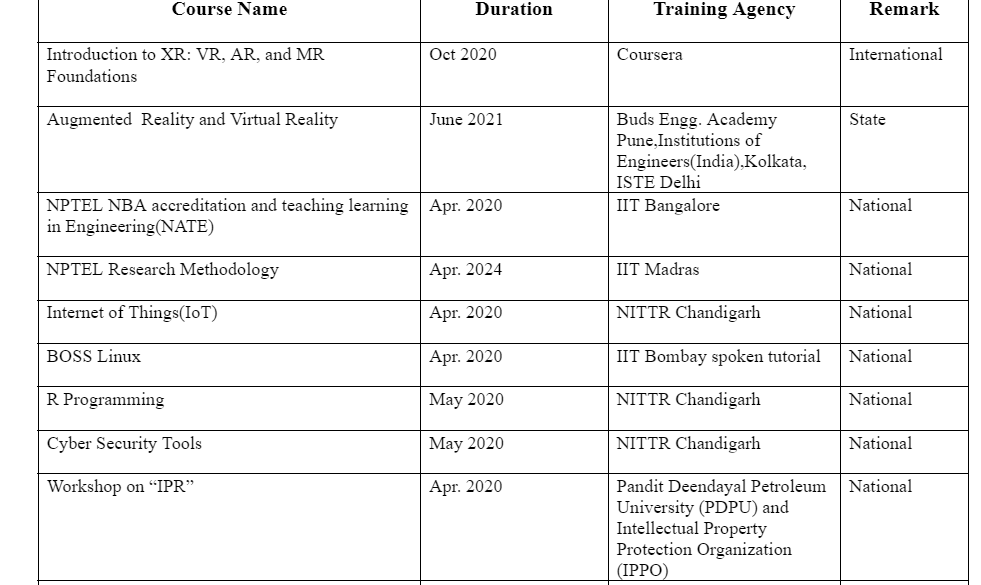 Course Name Duration Training Agency Remark
Introduction to XR: VR, AR, and MR Oct 2020 Coursera International
Foundations
Augmented  Reality and Virtual Reality June 2021 Buds Engg. Academy State
Pune,Institutions of
Engineers(India),Kolkata,
ISTE Delhi
NPTEL NBA accreditation and teaching learning Apr. 2020 IIT Bangalore National
in Engineering(NATE)
NPTEL Research Methodology Apr. 2024 IIT Madras National
Internet of Things(IoT) Apr. 2020 NITTR Chandigarh National
BOSS Linux Apr. 2020 IIT Bombay spoken tutorial National
R Programming May 2020 NITTR Chandigarh National
Cyber Security Tools May 2020 NITTR Chandigarh National
Workshop on “IPR” Apr. 2020 Pandit Deendayal Petroleum National
University (PDPU) and
Intellectual Property
Protection Organization
(IPPO)